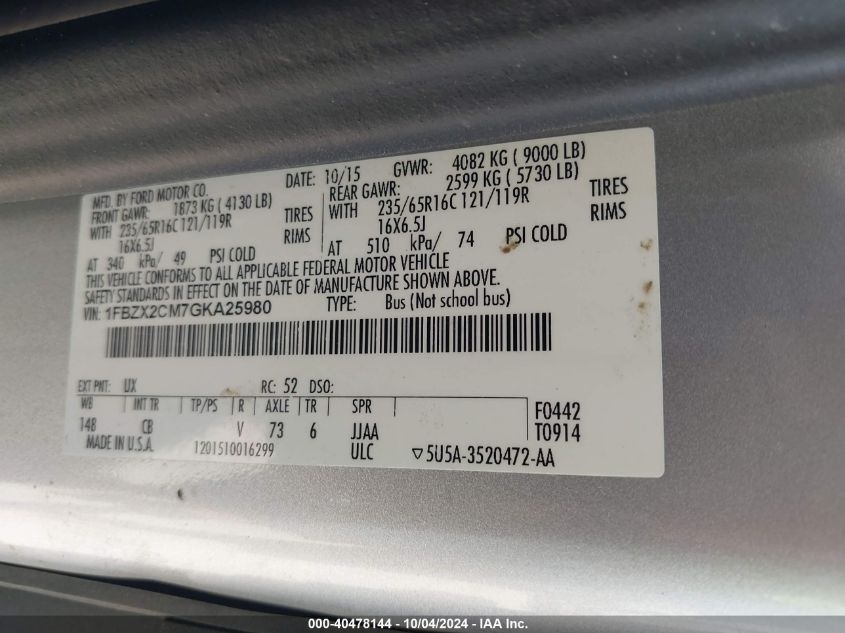 MFD. BY FORD MOTOR CO.
FRONT GAWR: 1873 KG ( 4130 LB)
WITH 235/65R16C 121/119R TIRES
16X6.5J RIMS
AT 340 kPa/ 49 PSI COLD
DATE: 10/15 GVWR: 4082 KG ( 9000 LB)
REAR GAWR: 2599 KG ( 5730 LB)
WITH 235/65R16C 121/119R TIRES
16X6.5J RIMS
AT 510 kPa/ 74 PSI COLD
THIS VEHICLE CONFORMS TO ALL APPLICABLE FEDERAL MOTOR VEHICLE
SAFETY STANDARDS IN EFFECT ON THE DATE OF MANUFACTURE SHOWN ABOVE.
VIN: 1FBZX2CM7GKA25980 TYPE: Bus (Not school bus)
EXT PNT: UX RC: 52 DSO:
WB INT TR TP/PS R AXLE TR SPR
148 CB V 73 6 JJAA
F0442
T0914
MADE IN U.S.A. 1201510016299 ULC
▽5U5A-3520472-AA
000-40478144 - 10/04/2024 - IAA Inc.